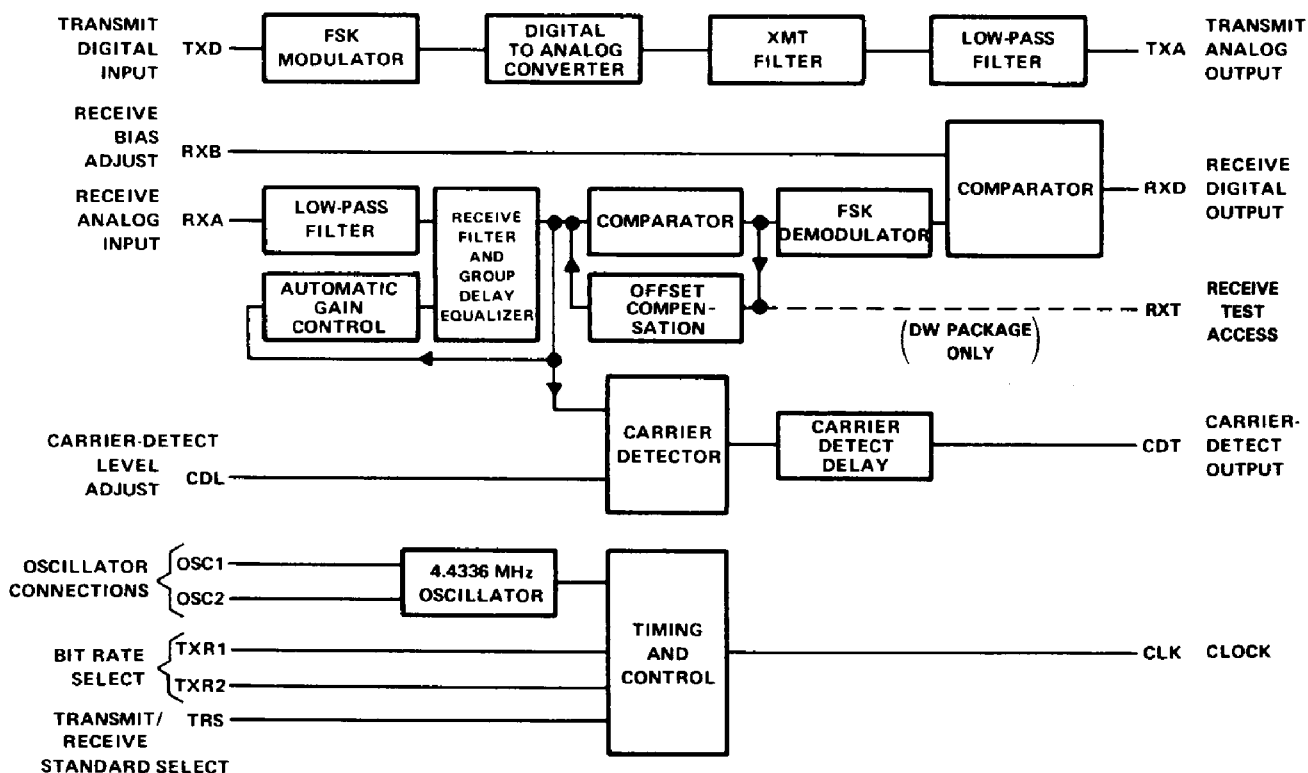 TRANSMIT
DIGITAL
INPUT
TXD
FSK
MODULATOR
DIGITAL
TO ANALOG
CONVERTER
XMT
FILTER
LOW-PASS
FILTER
TXA
TRANSMIT
ANALOG
OUTPUT
RECEIVE
BIAS
ADJUST
RXB
COMPARATOR
RXD
RECEIVE
DIGITAL
OUTPUT
RECEIVE
ANALOG
INPUT
RXA
LOW-PASS
FILTER
RECEIVE
FILTER
AND
GROUP
DELAY
EQUALIZER
COMPARATOR
FSK
DEMODULATOR
AUTOMATIC
GAIN
CONTROL
OFFSET
COMPEN-
SATION
RXT
RECEIVE
TEST
ACCESS
(DW PACKAGE
ONLY)
CARRIER-DETECT
LEVEL
ADJUST
CDL
CARRIER
DETECTOR
CARRIER
DETECT
DELAY
CDT
CARRIER-
DETECT
OUTPUT
OSCILLATOR
CONNECTIONS
OSC1
OSC2
4.4336 MHz
OSCILLATOR
BIT RATE
SELECT
TXR1
TXR2
TIMING
AND
CONTROL
CLK
CLOCK
TRANSMIT/
RECEIVE
STANDARD SELECT
TRS